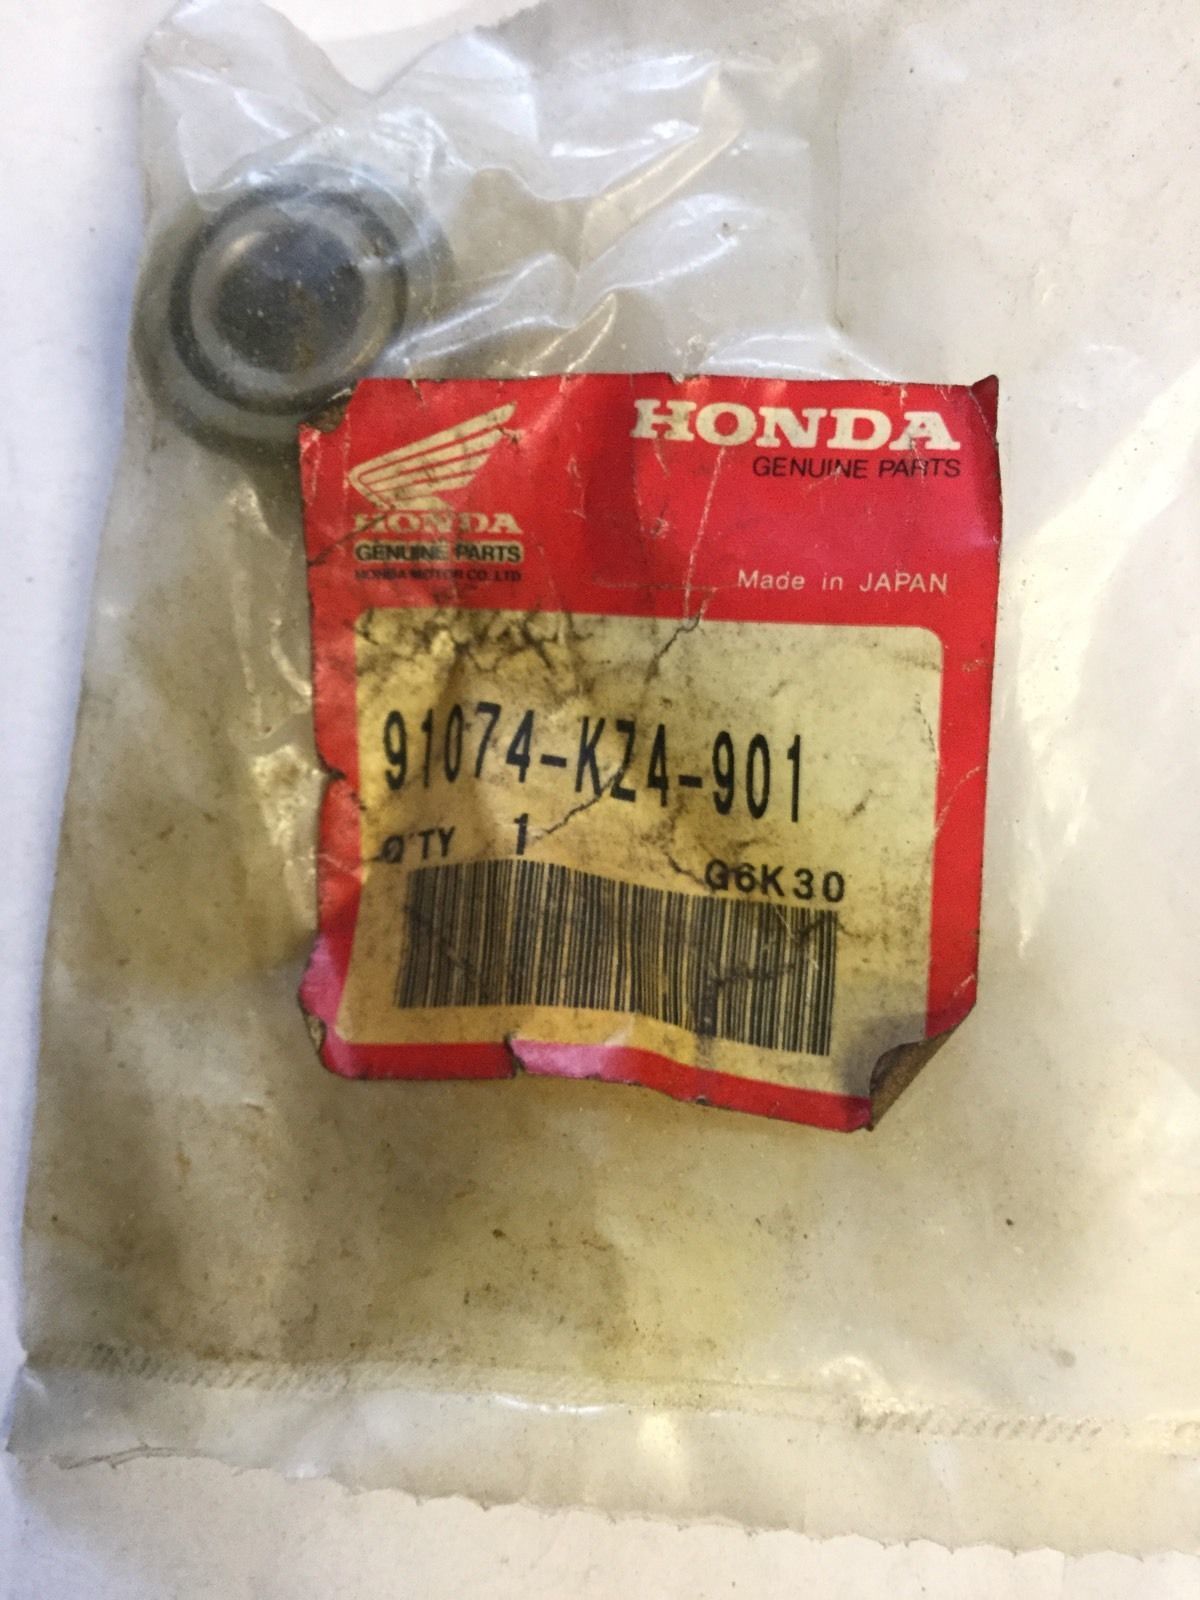 HONDA
GENUINE PARTS
HONDA
GENUINE PARTS
HONDA MOTOR CO., LTD.
Made in JAPAN
91074-KZ4-901
Q'TY 1
G6K30